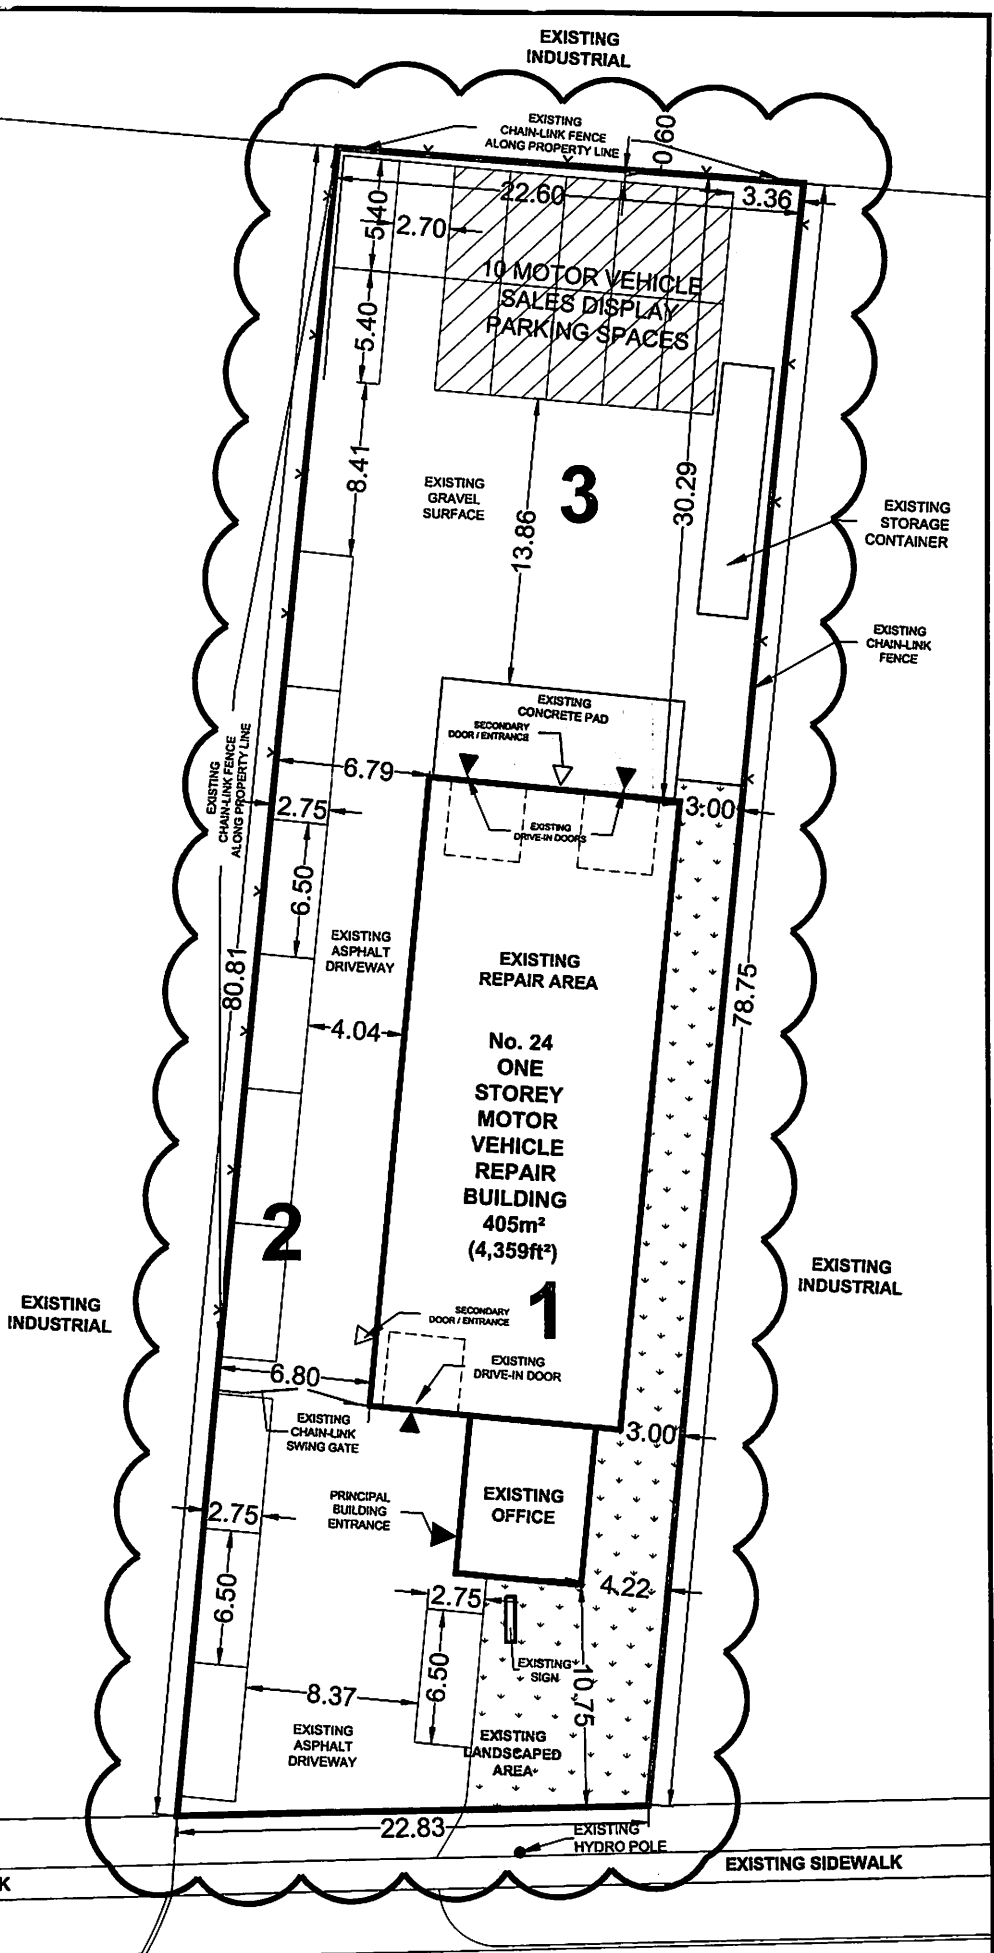 EXISTING
INDUSTRIAL
EXISTING
CHAIN-LINK FENCE
ALONG PROPERTY LINE
0.60
22.60
3.36
5.40
2.70
10 MOTOR VEHICLE
SALES DISPLAY
PARKING SPACES
5.40
8.41
EXISTING
GRAVEL
SURFACE
3
13.86
30.29
EXISTING
STORAGE
CONTAINER
EXISTING
CHAIN-LINK
FENCE
EXISTING
CONCRETE PAD
SECONDARY
DOOR / ENTRANCE
EXISTING
CHAIN-LINK FENCE
ALONG PROPERTY LINE
6.79
2.75
3.00
EXISTING
DRIVE-IN DOORS
6.50
EXISTING
ASPHALT
DRIVEWAY
EXISTING
REPAIR AREA
80.81
78.75
4.04
No. 24
ONE
STOREY
MOTOR
VEHICLE
REPAIR
BUILDING
405m²
(4,359ft²)
2
1
EXISTING
INDUSTRIAL
EXISTING
INDUSTRIAL
SECONDARY
DOOR / ENTRANCE
EXISTING
DRIVE-IN DOOR
6.80
EXISTING
CHAIN-LINK
SWING GATE
3.00
PRINCIPAL
BUILDING
ENTRANCE
EXISTING
OFFICE
2.75
6.50
2.75
4.22
6.50
EXISTING
SIGN
10.75
8.37
EXISTING
ASPHALT
DRIVEWAY
EXISTING
LANDSCAPED
AREA
22.83
EXISTING
HYDRO POLE
EXISTING SIDEWALK
K